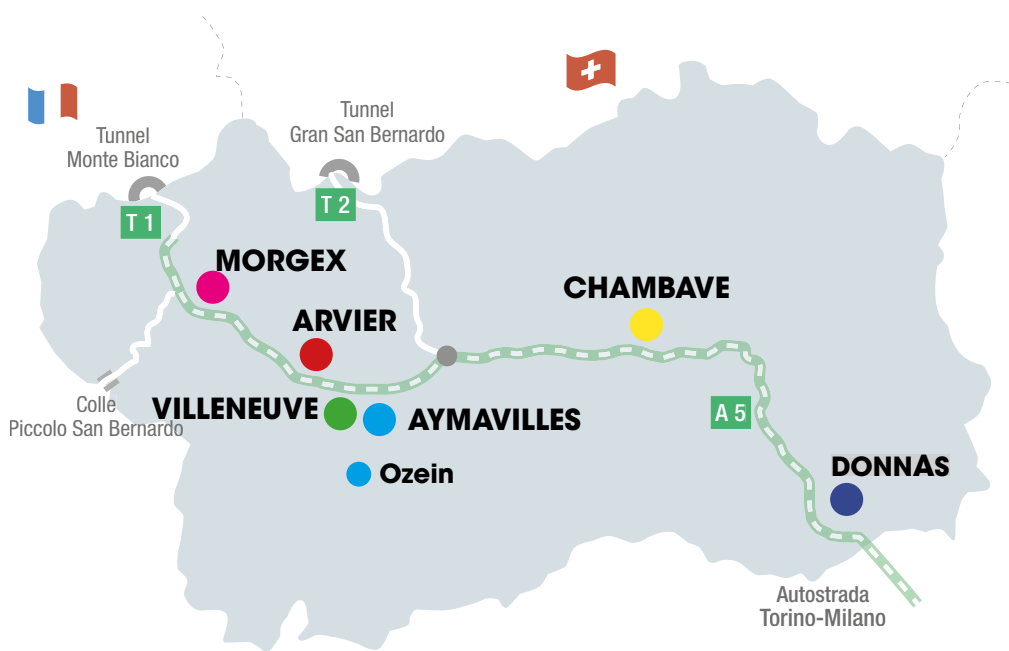 Tunnel
Gran San Bernardo
Tunnel
Monte Bianco
T 1
T 2
MORGEX
CHAMBAVE
ARVIER
VILLENEUVE
AYMAVILLES
A 5
Colle
Piccolo San Bernardo
Ozein
DONNAS
Autostrada
Torino-Milano